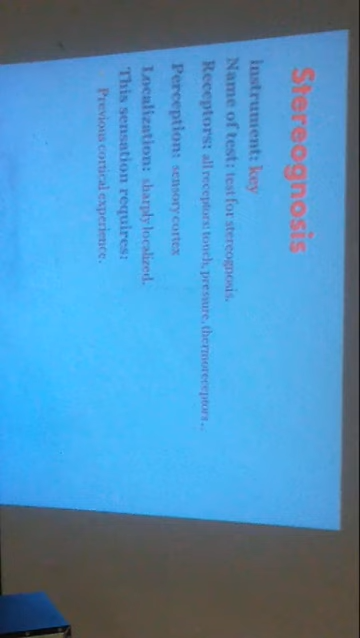 Stereognosis
Instrument: key
Name of test: test for stereognosis.
Receptors: all receptors: touch, pressure, thermoreceptors...
Perception: sensory cortex
Localization: sharply localized.
This sensation requires:
Previous cortical experience.